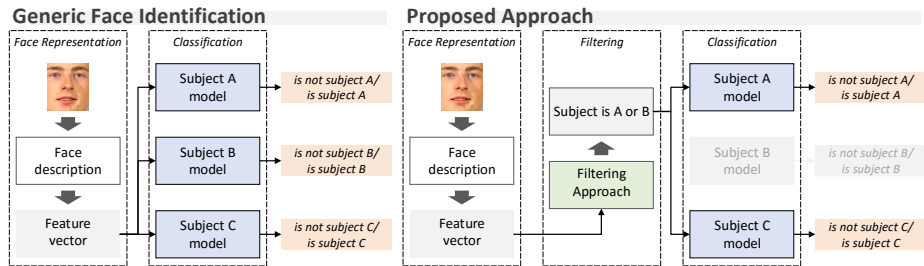 Generic Face Identification
Face Representation
Classification
Face
description
Feature
vector
Subject A
model
is not subject A/
is subject A
Subject B
model
is not subject B/
is subject B
Subject C
model
is not subject C/
is subject C
Proposed Approach
Face Representation
Filtering
Classification
Face
description
Feature
vector
Subject is A or B
Filtering
Approach
Subject A
model
is not subject A/
is subject A
Subject B
model
is not subject B/
is subject B
Subject C
model
is not subject C/
is subject C